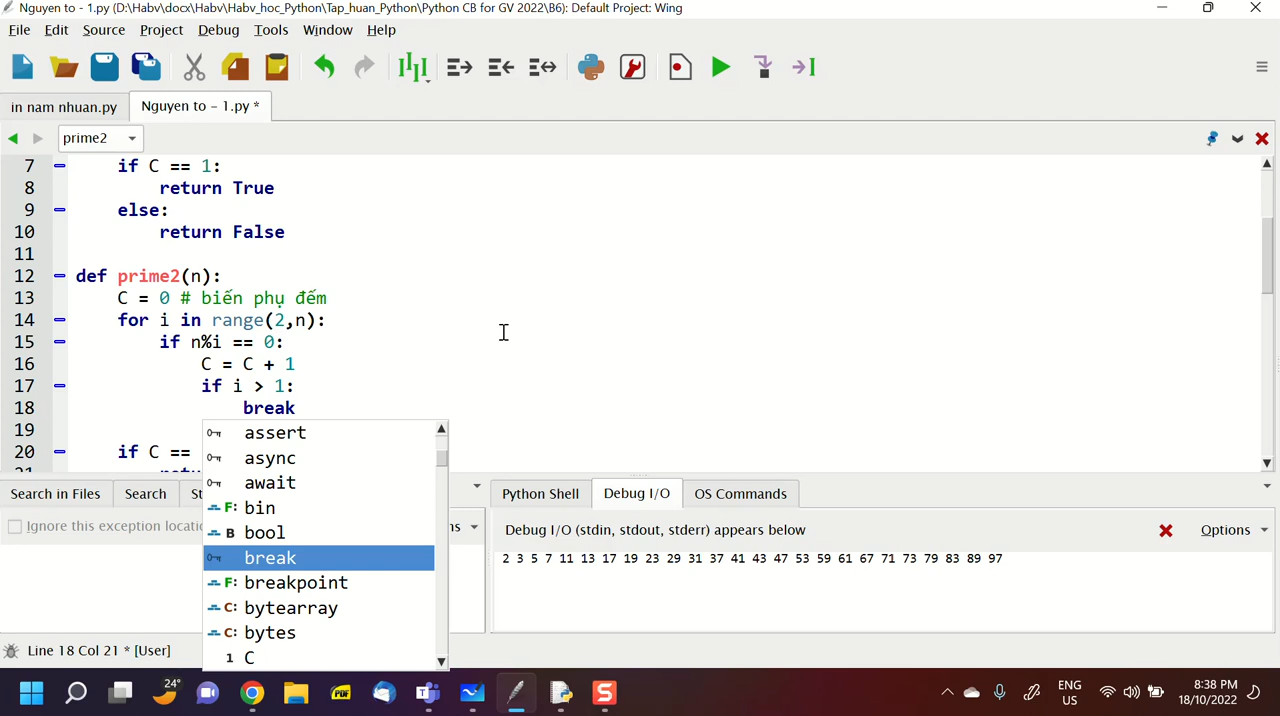 Nguyen to - 1.py (D:\Habv\docx\Habv\Habv_hoc_Python\Tap_huan_Python\Python CB for GV 2022\B6): Default Project: Wing
File Edit Source Project Debug Tools Window Help
in nam nhuan.py Nguyen to - 1.py *
prime2
7 if C == 1:
8 return True
9 else:
10 return False
11
12 def prime2(n):
13 C = 0 # biến phụ đếm
14 for i in range(2,n):
15 if n%i == 0:
16 C = C + 1
17 if i > 1:
18 break
19
20 if C ==
assert
async
await
F: bin
B bool
break
F: breakpoint
C: bytearray
C: bytes
1 C
Search in Files Search St
Ignore this exception locatio ns
Python Shell Debug I/O OS Commands
Debug I/O (stdin, stdout, stderr) appears below Options
2 3 5 7 11 13 17 19 23 29 31 37 41 43 47 53 59 61 67 71 73 79 83 89 97
Line 18 Col 21 * [User]
24°
PDF
ENG
US
8:38 PM
18/10/2022